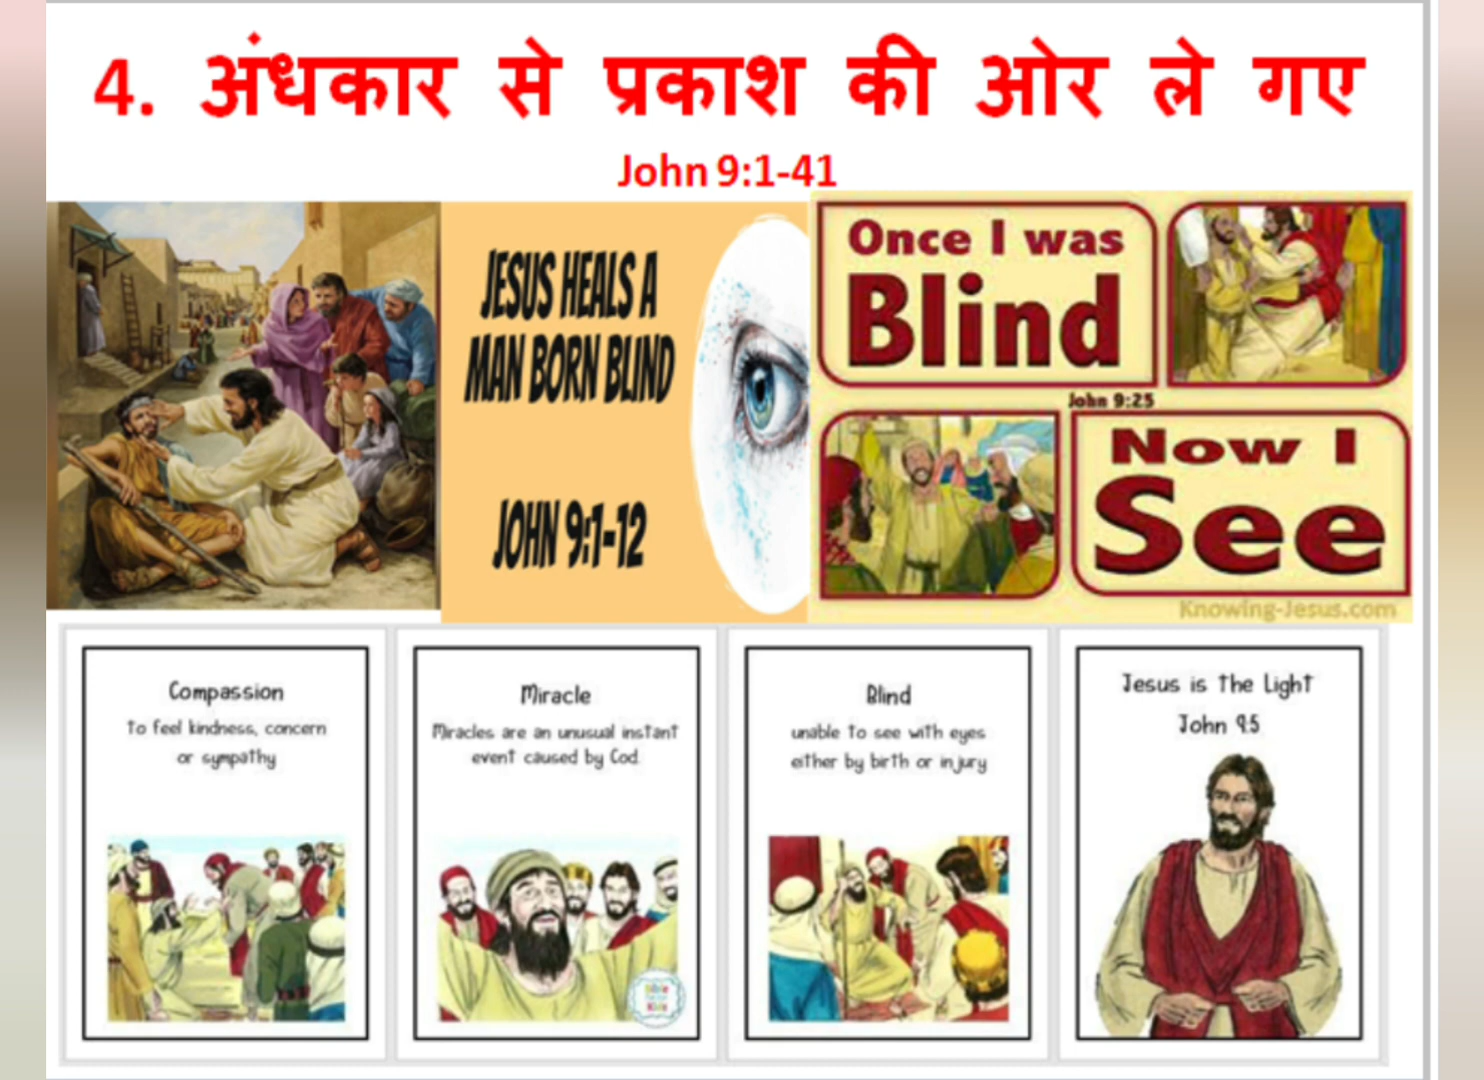 4. अंधकार से प्रकाश की ओर ले गए
John 9:1-41
JESUS HEALS A
MAN BORN BLIND
JOHN 9:1-12
Once I was
Blind
John 9:25
Now I
See
Knowing-Jesus.com
Compassion
To feel kindness, concern
or sympathy
Miracle
Miracles are an unusual instant
event caused by God.
Blind
unable to see with eyes
either by birth or injury
Jesus is the Light
John 9:5
Bible
Kids